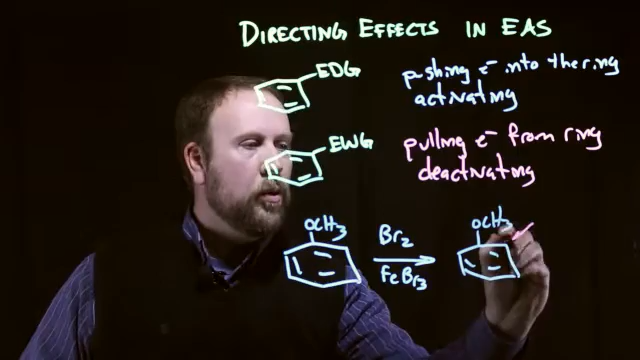 DIRECTING EFFECTS IN EAS
EDG
pushing e⁻ into the ring
activating
EWG
pulling e⁻ from ring
deactivating
OCH₃
Br₂
FeBr₃
OCH₃